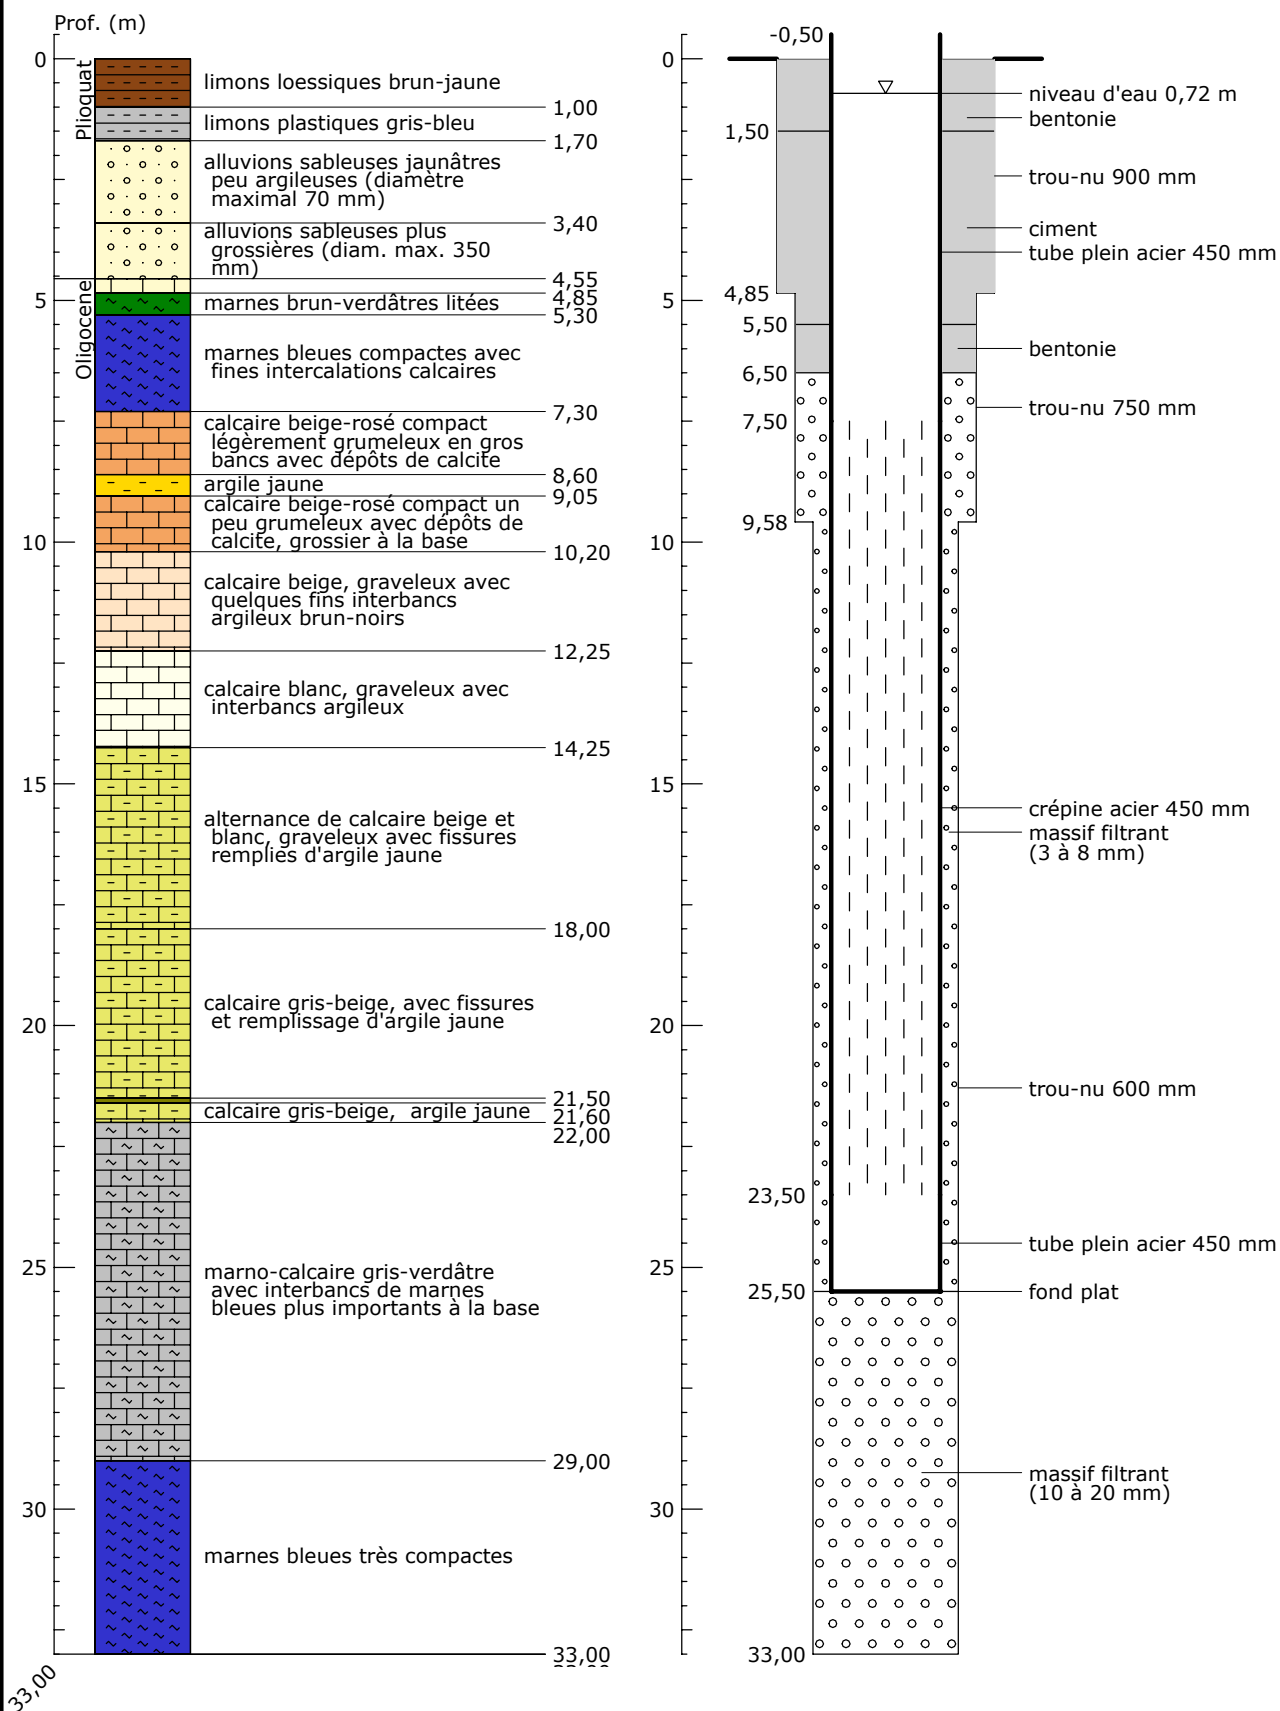 Prof. (m)
0
5
10
15
20
25
30
33,00
Plioquat
Oligocene
limons loessiques brun-jaune
1,00
limons plastiques gris-bleu
1,70
alluvions sableuses jaunâtres
peu argileuses (diamètre
maximal 70 mm)
3,40
alluvions sableuses plus
grossières (diam. max. 350
mm)
4,55
4,85
marnes brun-verdâtres litées
5,30
marnes bleues compactes avec
fines intercalations calcaires
7,30
calcaire beige-rosé compact
légèrement grumeleux en gros
bancs avec dépôts de calcite
8,60
argile jaune
9,05
calcaire beige-rosé compact un
peu grumeleux avec dépôts de
calcite, grossier à la base
10,20
calcaire beige, graveleux avec
quelques fins interbancs
argileux brun-noirs
12,25
calcaire blanc, graveleux avec
interbancs argileux
14,25
alternance de calcaire beige et
blanc, graveleux avec fissures
remplies d'argile jaune
18,00
calcaire gris-beige, avec fissures
et remplissage d'argile jaune
21,50
calcaire gris-beige, argile jaune
21,60
22,00
marno-calcaire gris-verdâtre
avec interbancs de marnes
bleues plus importants à la base
29,00
marnes bleues très compactes
33,00
0
5
10
15
20
25
30
-0,50
1,50
4,85
5,50
6,50
7,50
9,58
23,50
25,50
33,00
niveau d'eau 0,72 m
bentonie
trou-nu 900 mm
ciment
tube plein acier 450 mm
bentonie
trou-nu 750 mm
crépine acier 450 mm
massif filtrant
(3 à 8 mm)
trou-nu 600 mm
tube plein acier 450 mm
fond plat
massif filtrant
(10 à 20 mm)